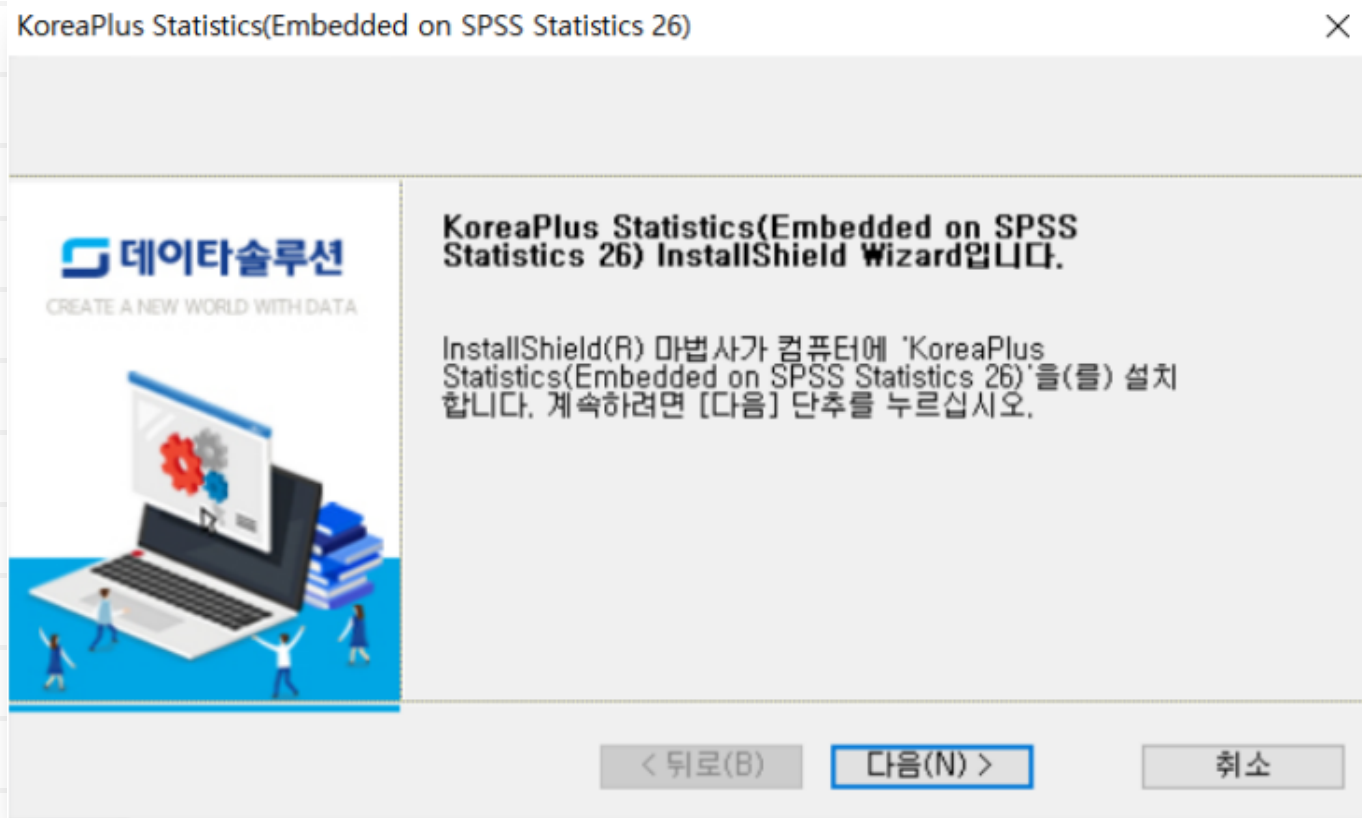 KoreaPlus Statistics(Embedded on SPSS Statistics 26)
데이타솔루션
CREATE A NEW WORLD WITH DATA
KoreaPlus Statistics(Embedded on SPSS
Statistics 26) InstallShield Wizard입니다.
InstallShield(R) 마법사가 컴퓨터에 'KoreaPlus
Statistics(Embedded on SPSS Statistics 26)'을(를) 설치
합니다. 계속하려면 [다음] 단추를 누르십시오.
< 뒤로(B)
다음(N) >
취소